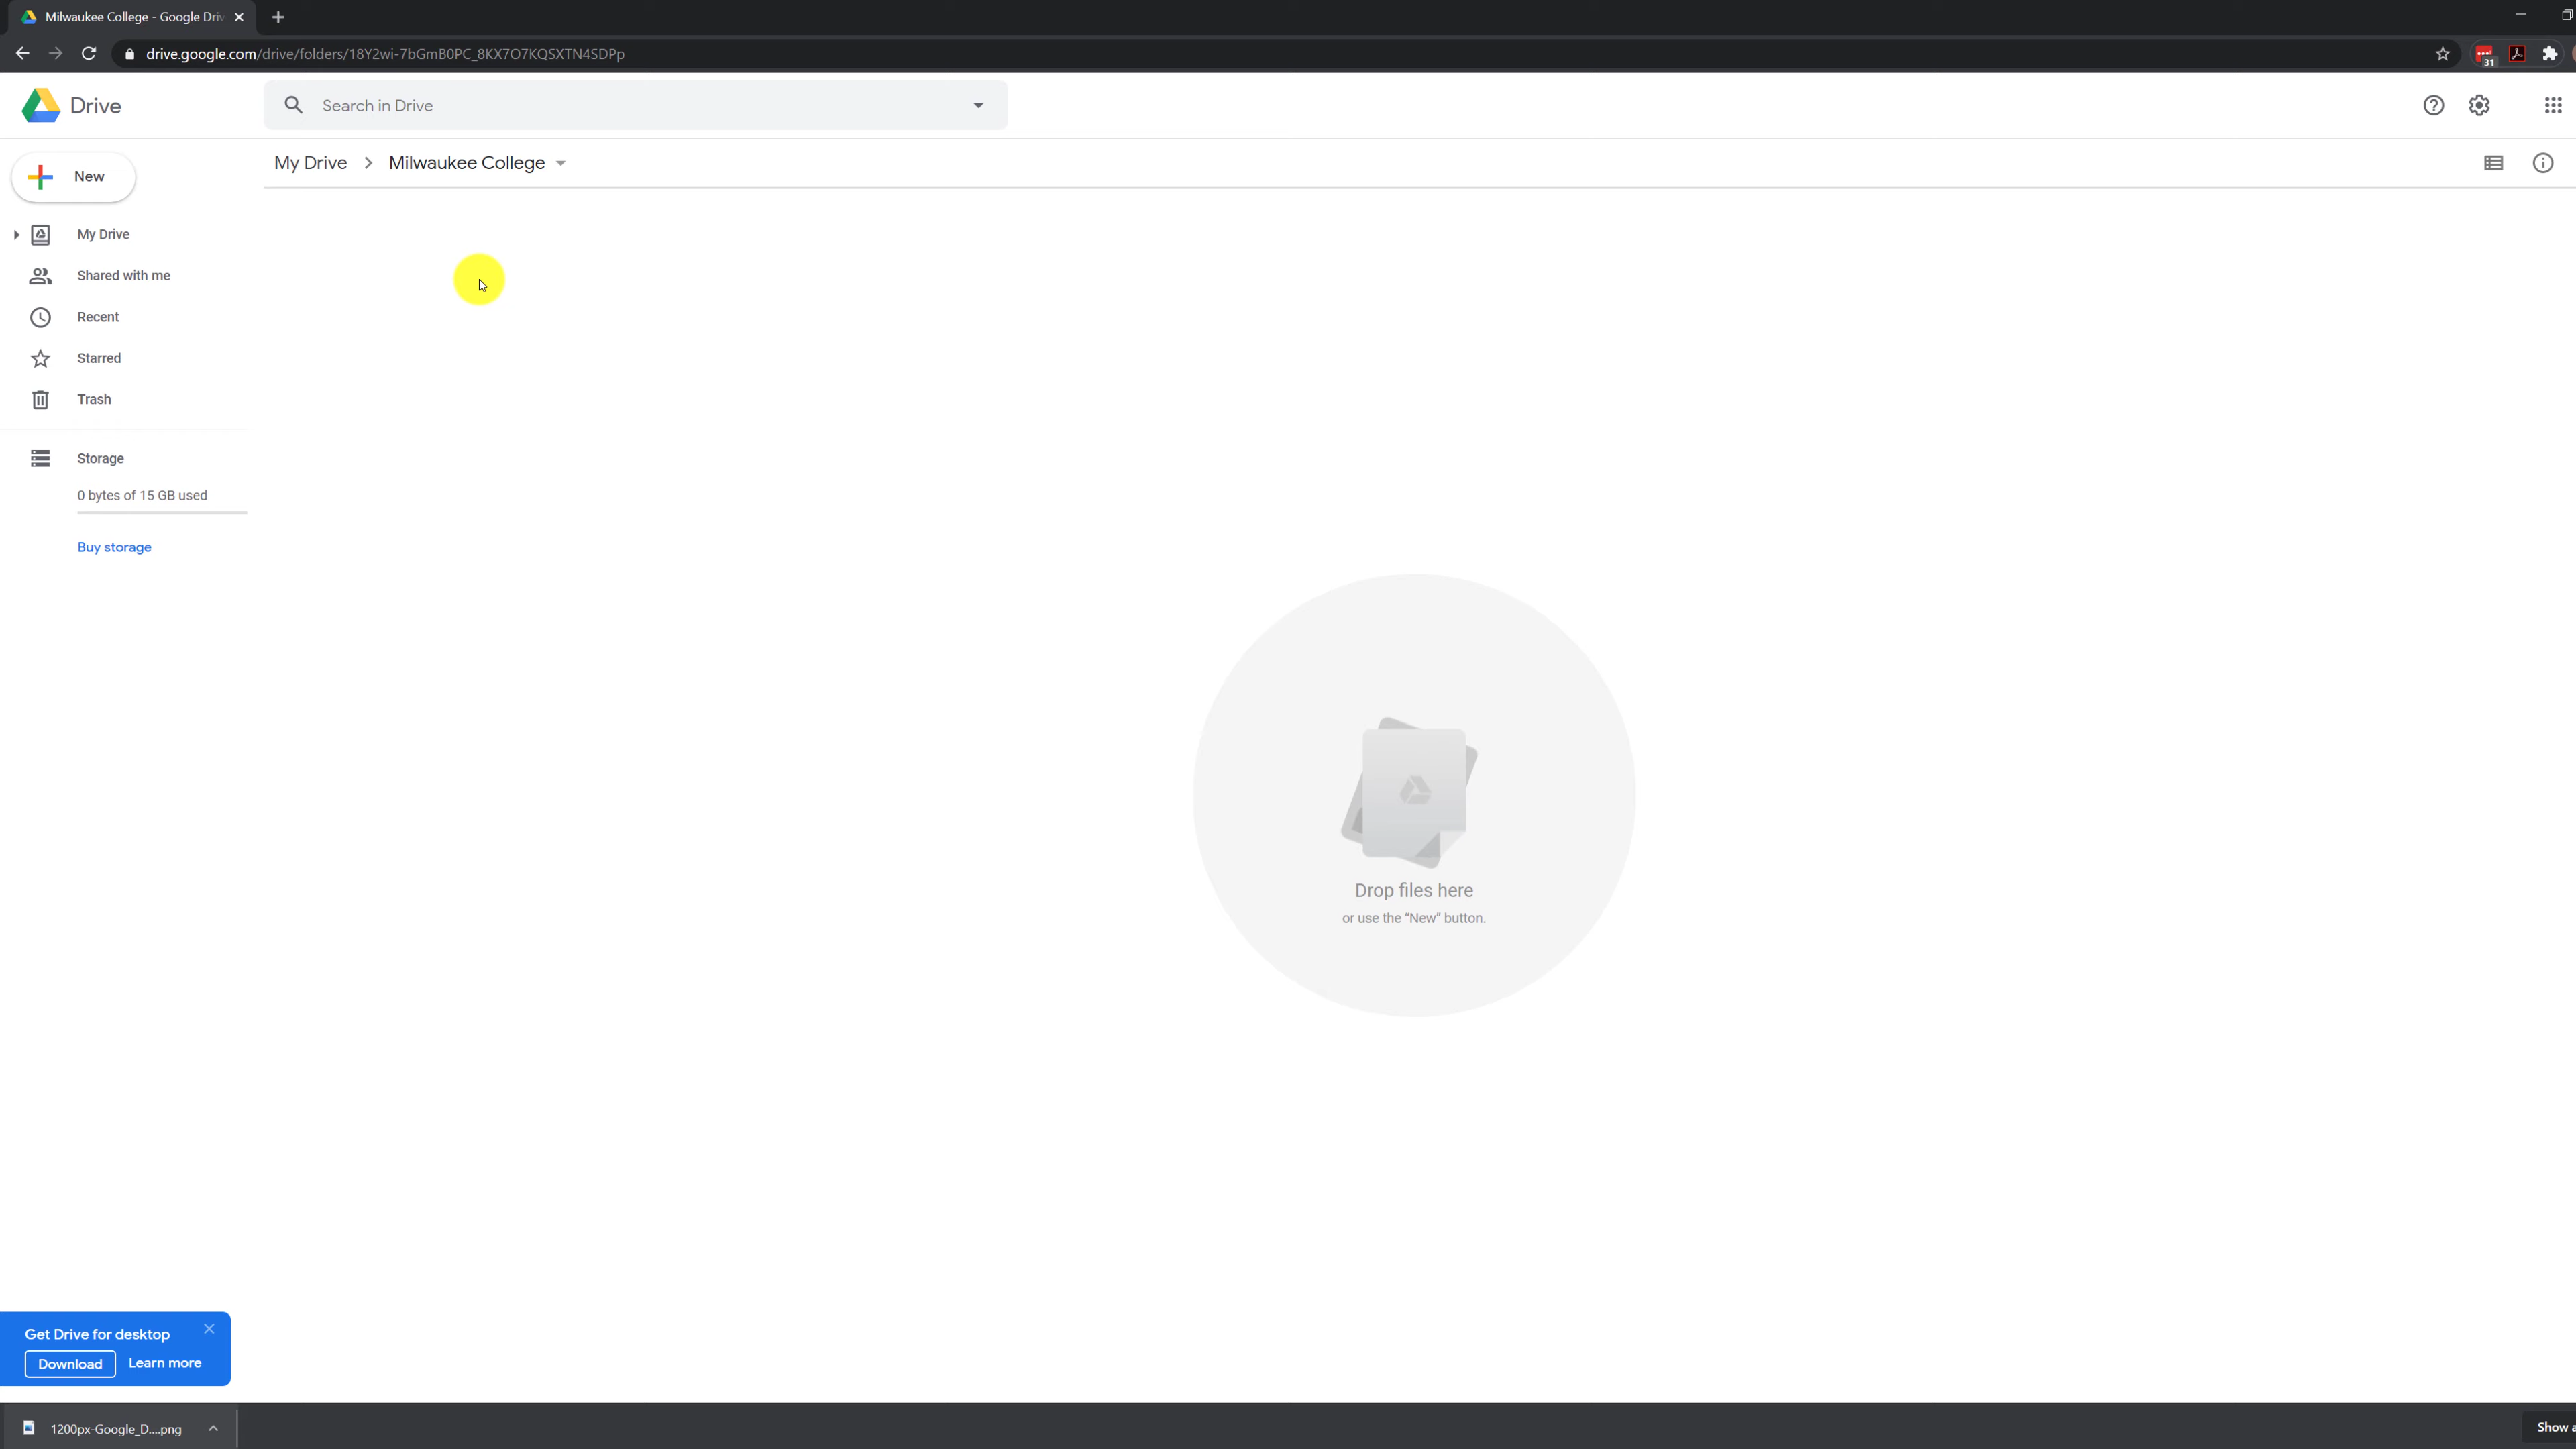 Milwaukee College - Google Driv
drive.google.com/drive/folders/18Y2wi-7bGmB0PC_8KX7O7KQSXTN4SDPp
31
Drive
Search in Drive
New
My Drive
Milwaukee College
My Drive
Shared with me
Recent
Starred
Trash
Storage
0 bytes of 15 GB used
Buy storage
Drop files here
or use the “New” button.
Get Drive for desktop
Download
Learn more
1200px-Google_D....png
Show a